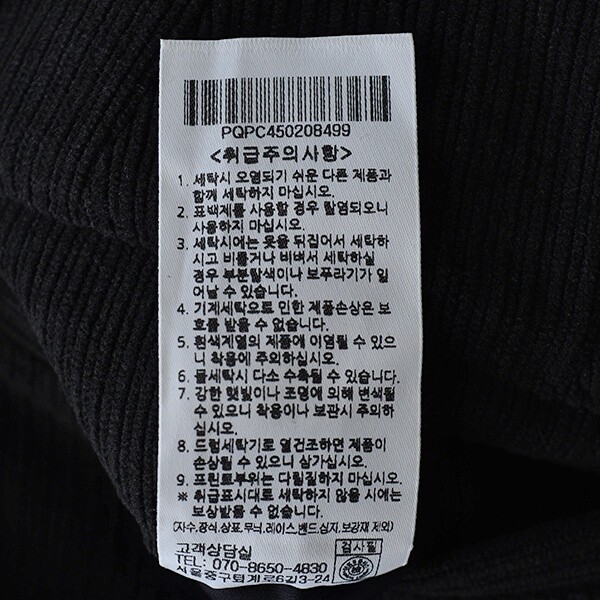 PQPC450208499
<취급주의사항>
1. 세탁시 오염되기 쉬운 다른 제품과
함께 세탁하지 마십시오.
2. 표백제를 사용할 경우 탈염되오니
사용하지 마십시오.
3. 세탁시에는 옷을 뒤집어서 세탁하
시고 비틀거나 비벼서 세탁하실
경우 부분탈색이나 보푸라기가 일
어날 수 있습니다.
4. 기계세탁으로 인한 제품손상은 보
호를 받을 수 없습니다.
5. 흰색계열의 제품에 이염될 수 있으
니 착용에 주의하십시오.
6. 물세탁시 다소 수축될 수 있습니다.
7. 강한 햇빛이나 조명에 의해 변색될
수 있으니 착용이나 보관시 주의하
십시오.
8. 드럼세탁기로 열건조하면 제품이
손상될 수 있으니 삼가십시오.
9. 프린트부위는 다림질하지 마십시오.
※ 취급표시대로 세탁하지 않을 시에는
보상받을 수 없습니다.
(자수,장식,상표,무늬,레이스,밴드,심지,보강재 제외)
고객상담실 검사필
TEL: 070-8650-4830
서울중구퇴계로6길3-24